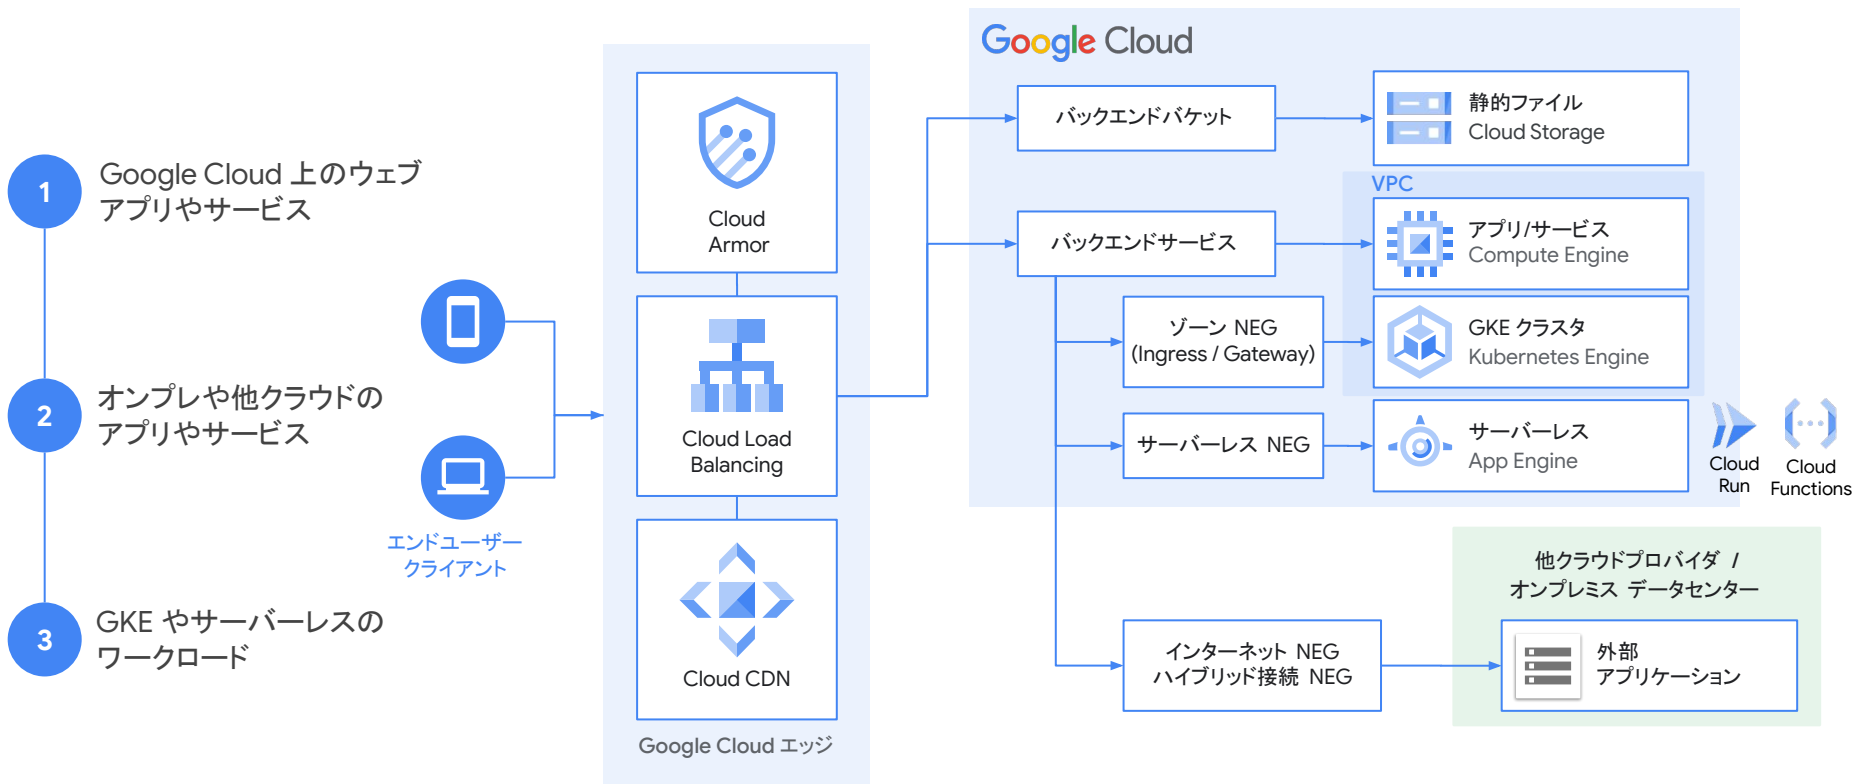 1
Google Cloud 上のウェブ
アプリやサービス
2
オンプレや他クラウドの
アプリやサービス
3
GKE やサーバーレスの
ワークロード
エンドユーザー
クライアント
Cloud
Armor
Cloud Load
Balancing
Cloud CDN
Google Cloud エッジ
Google Cloud
バックエンドバケット
静的ファイル
Cloud Storage
VPC
バックエンドサービス
アプリ/サービス
Compute Engine
ゾーン NEG
(Ingress / Gateway)
GKE クラスタ
Kubernetes Engine
サーバーレス NEG
サーバーレス
App Engine
Cloud
Run
Cloud
Functions
他クラウドプロバイダ /
オンプレミス データセンター
インターネット NEG
ハイブリッド接続 NEG
外部
アプリケーション